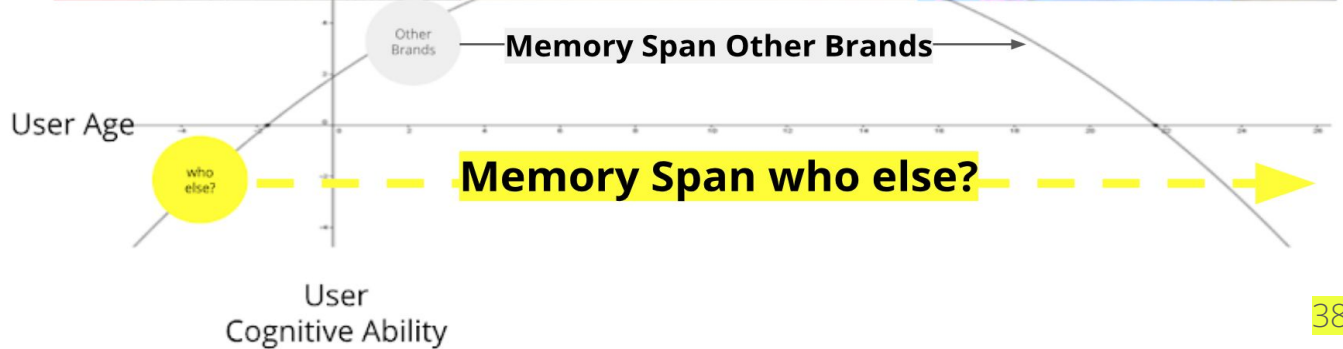 Other
Brands
Memory Span Other Brands
User Age
who
else?
Memory Span who else?
User
Cognitive Ability
38